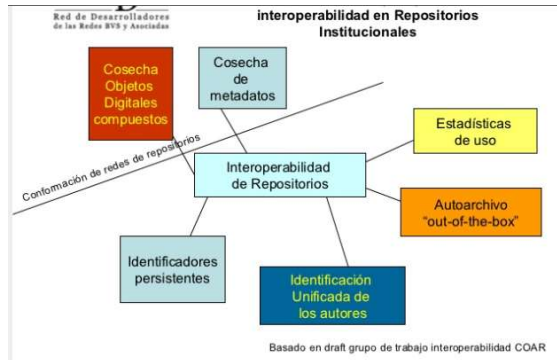 Red de Desarrolladores
de las Redes BVS y Asociadas
interoperabilidad en Repositorios
Institucionales
Cosecha
Objetos
Digitales
compuestos
Cosecha
de
metadatos
Estadísticas
de uso
Conformación de redes de repositorios
Interoperabilidad
de Repositorios
Autoarchivo
“out-of-the-box”
Identificadores
persistentes
Identificación
Unificada de
los autores
Basado en draft grupo de trabajo interoperabilidad COAR